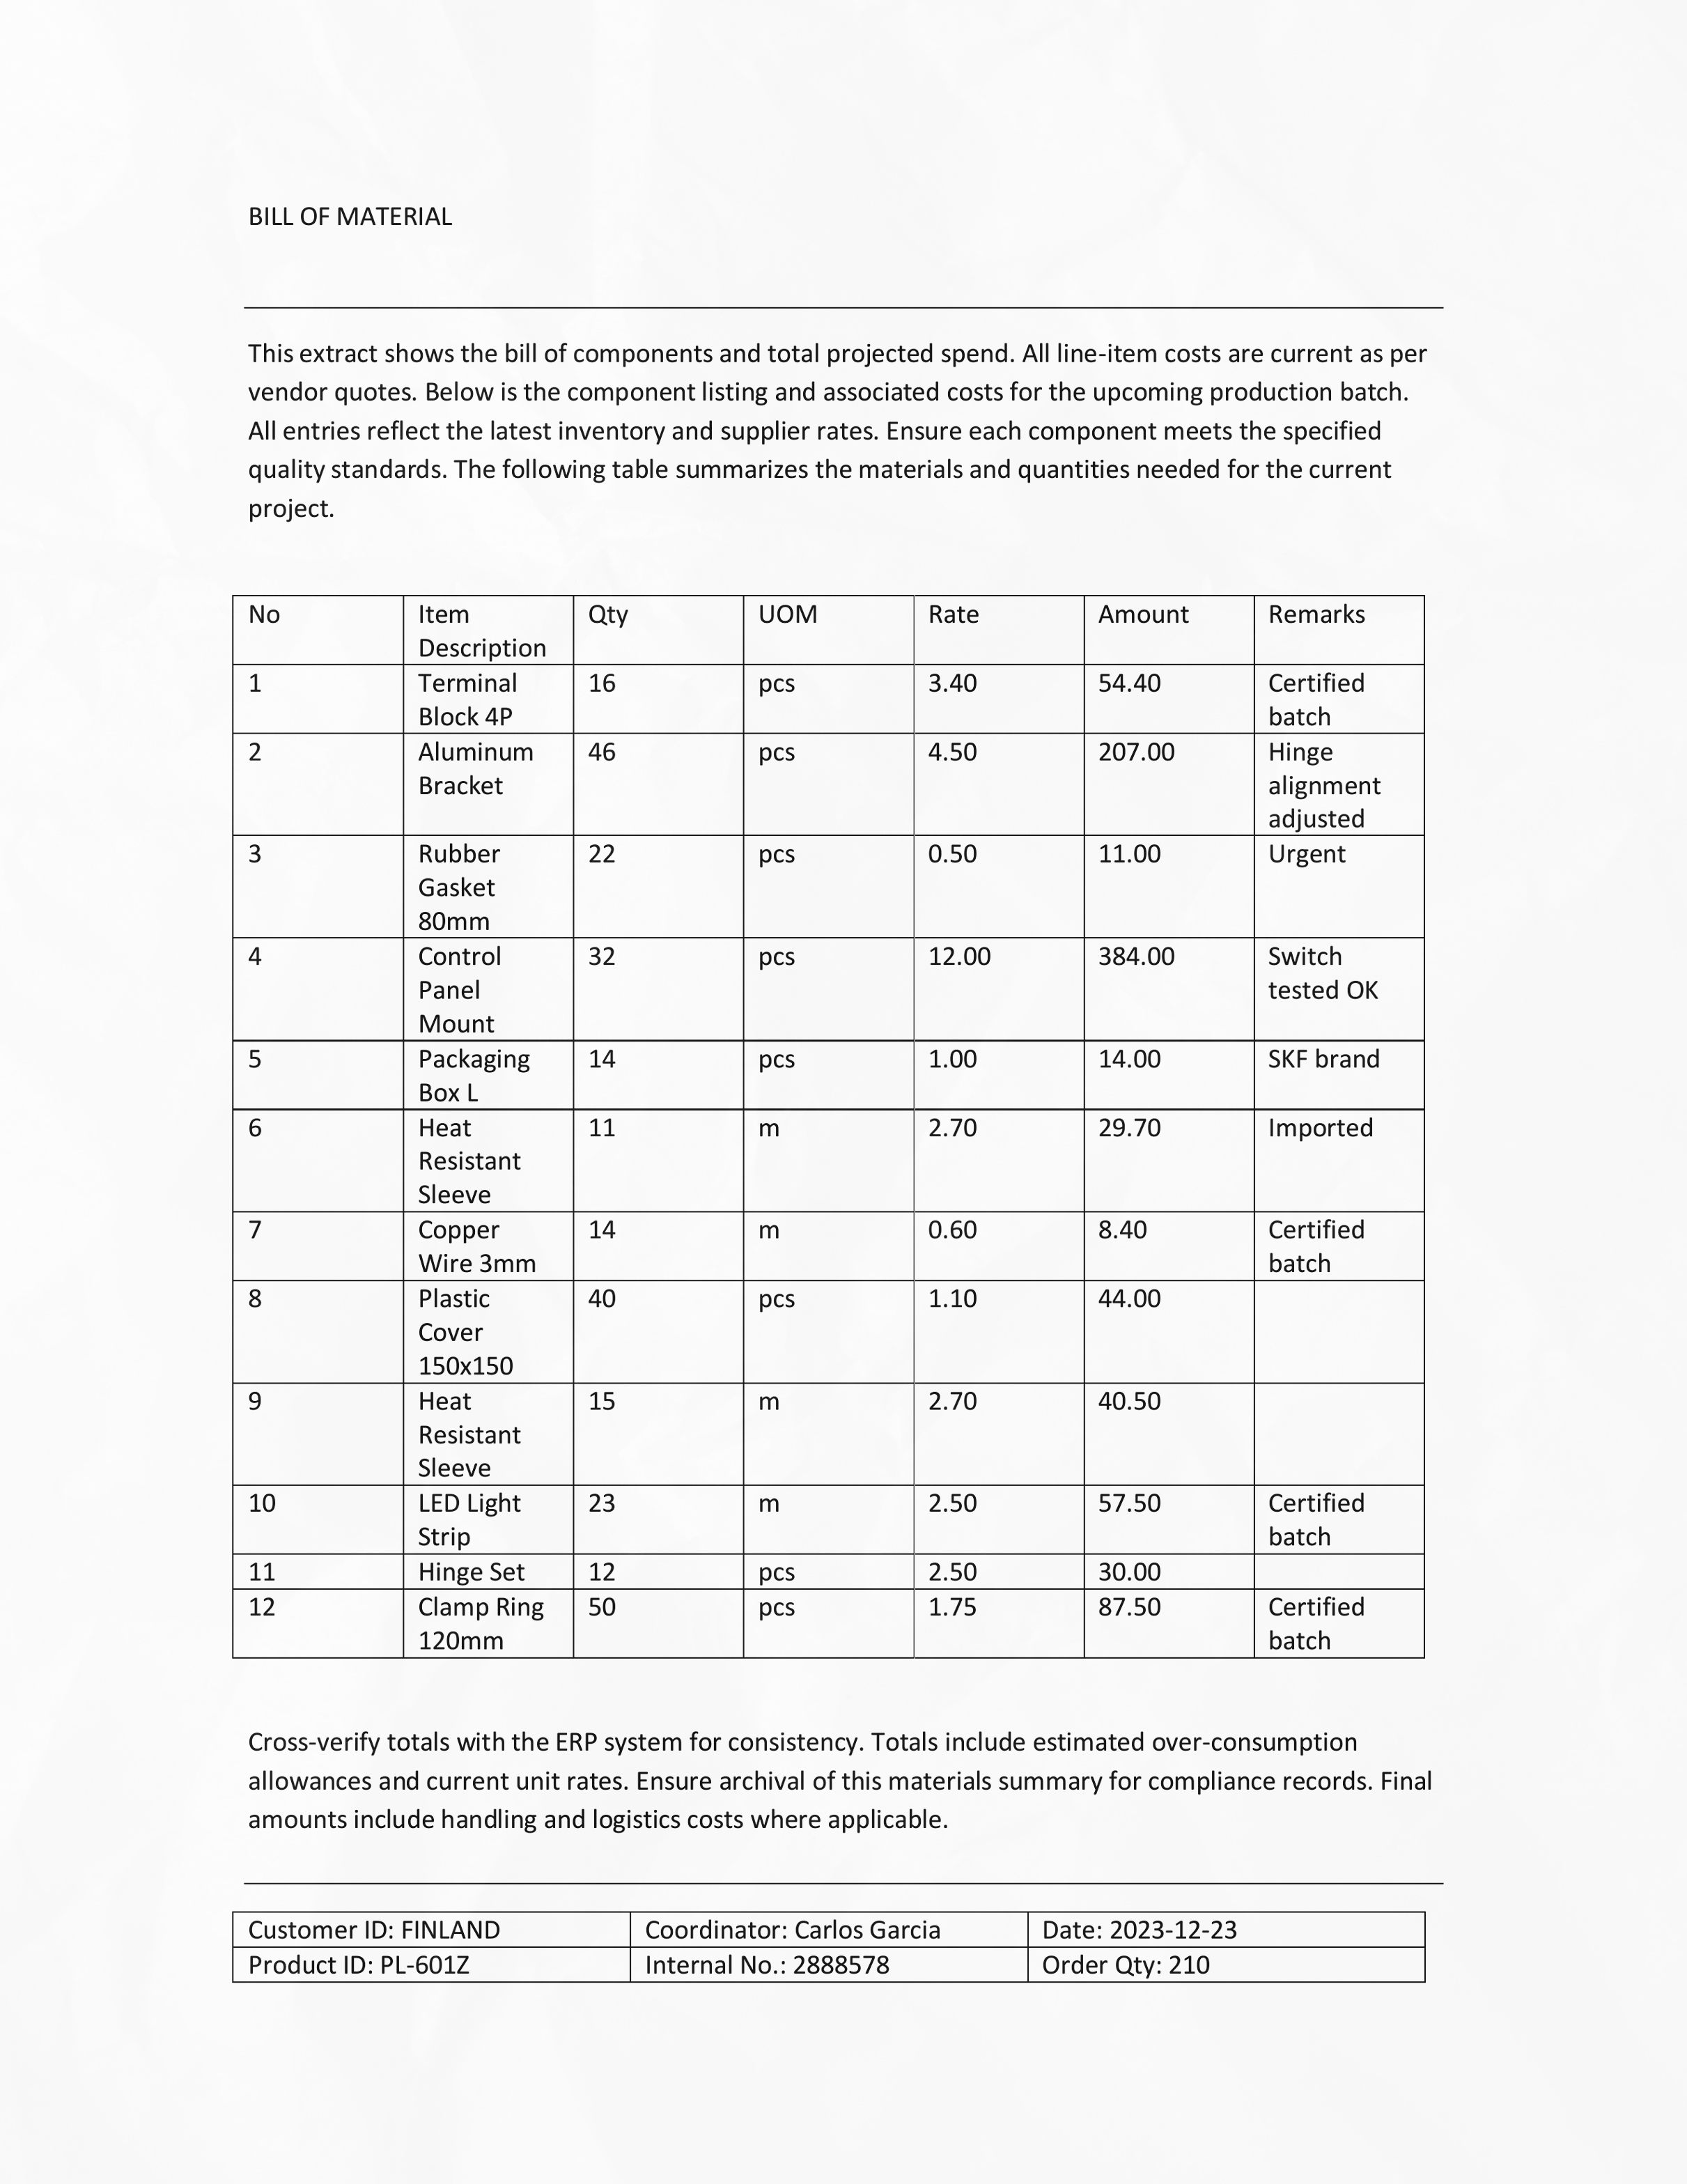 BILL OF MATERIAL
This extract shows the bill of components and total projected spend. All line-item costs are current as per
vendor quotes. Below is the component listing and associated costs for the upcoming production batch.
All entries reflect the latest inventory and supplier rates. Ensure each component meets the specified
quality standards. The following table summarizes the materials and quantities needed for the current
project.
No Item Description Qty UOM Rate Amount Remarks
1 Terminal Block 4P 16 pcs 3.40 54.40 Certified batch
2 Aluminum Bracket 46 pcs 4.50 207.00 Hinge alignment adjusted
3 Rubber Gasket 80mm 22 pcs 0.50 11.00 Urgent
4 Control Panel Mount 32 pcs 12.00 384.00 Switch tested OK
5 Packaging Box L 14 pcs 1.00 14.00 SKF brand
6 Heat Resistant Sleeve 11 m 2.70 29.70 Imported
7 Copper Wire 3mm 14 m 0.60 8.40 Certified batch
8 Plastic Cover 150x150 40 pcs 1.10 44.00
9 Heat Resistant Sleeve 15 m 2.70 40.50
10 LED Light Strip 23 m 2.50 57.50 Certified batch
11 Hinge Set 12 pcs 2.50 30.00
12 Clamp Ring 120mm 50 pcs 1.75 87.50 Certified batch
Cross-verify totals with the ERP system for consistency. Totals include estimated over-consumption
allowances and current unit rates. Ensure archival of this materials summary for compliance records. Final
amounts include handling and logistics costs where applicable.
Customer ID: FINLAND Coordinator: Carlos Garcia Date: 2023-12-23
Product ID: PL-601Z Internal No.: 2888578 Order Qty: 210